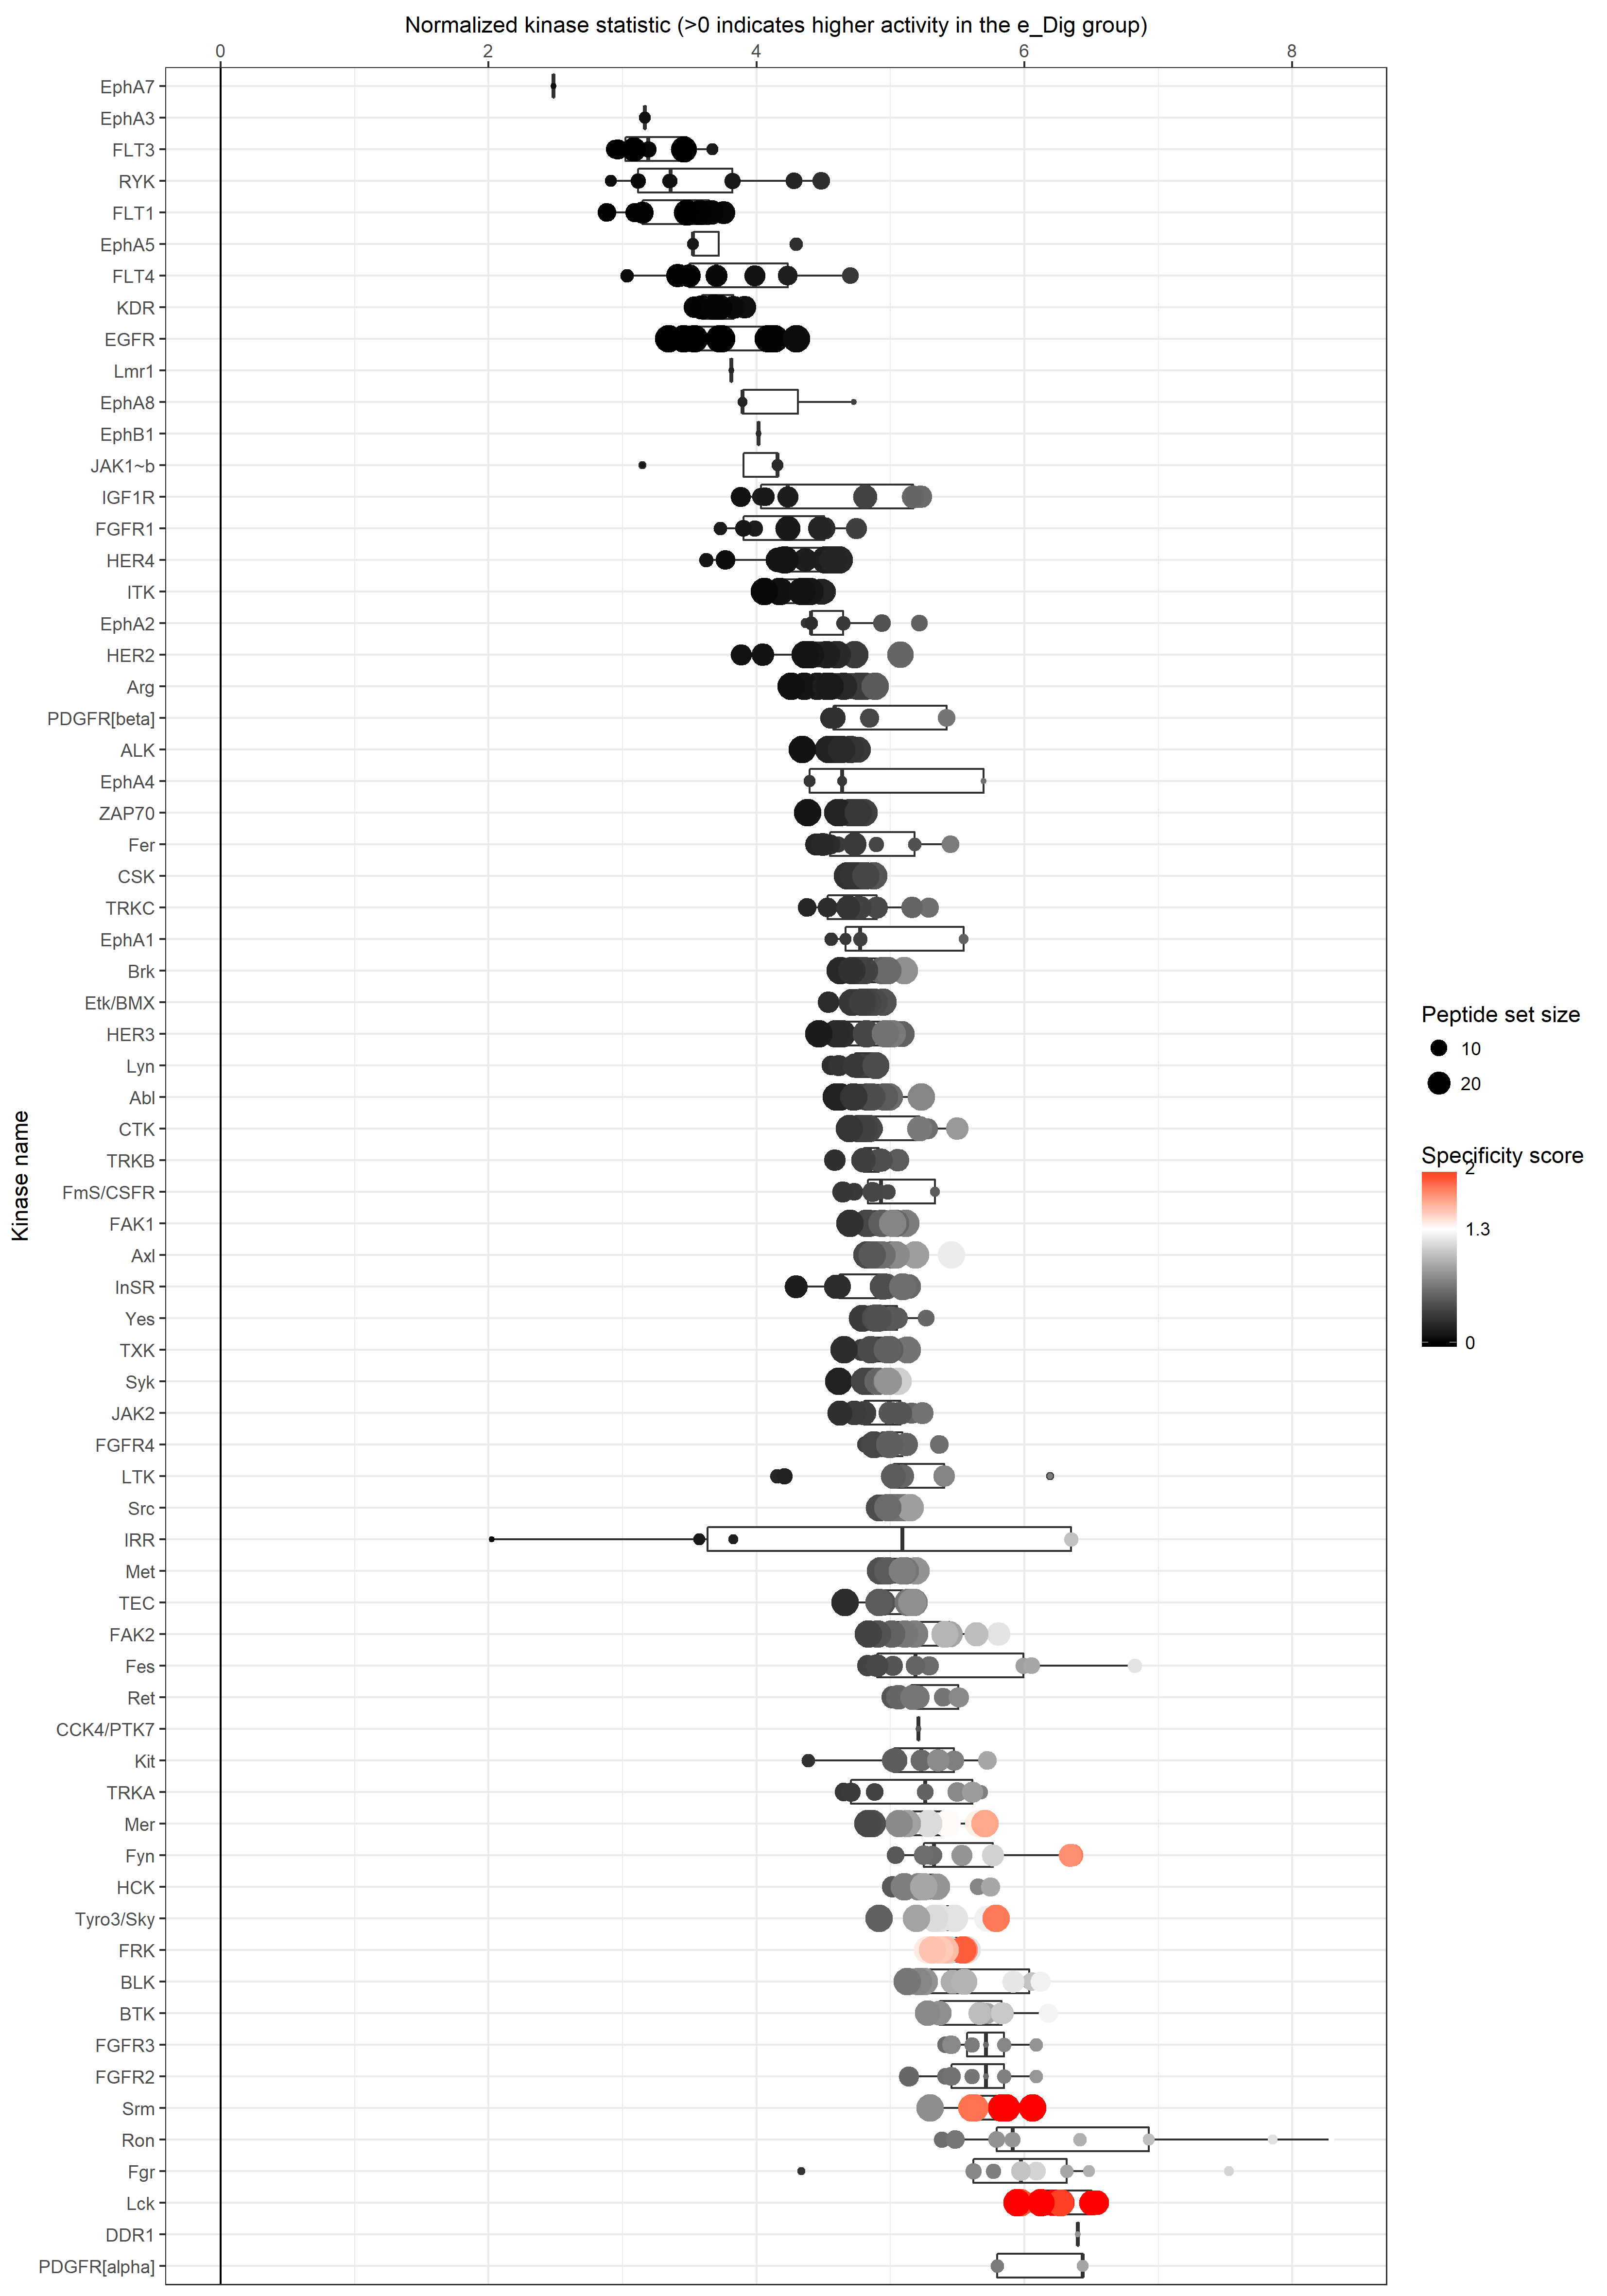 Normalized kinase statistic (>0 indicates higher activity in the e_Dig group)
0 2 4 6 8
EphA7
EphA3
FLT3
RYK
FLT1
EphA5
FLT4
KDR
EGFR
Lmr1
EphA8
EphB1
JAK1~b
IGF1R
FGFR1
HER4
ITK
EphA2
HER2
Arg
PDGFR[beta]
ALK
EphA4
ZAP70
Fer
CSK
TRKC
EphA1
Brk
Etk/BMX
HER3
Lyn
Abl
CTK
TRKB
FmS/CSFR
FAK1
Axl
InSR
Yes
TXK
Syk
JAK2
FGFR4
LTK
Src
IRR
Met
TEC
FAK2
Fes
Ret
CCK4/PTK7
Kit
TRKA
Mer
Fyn
HCK
Tyro3/Sky
FRK
BLK
BTK
FGFR3
FGFR2
Srm
Ron
Fgr
Lck
DDR1
PDGFR[alpha]
Kinase name
Peptide set size
10
20
Specificity score
2
1.3
0